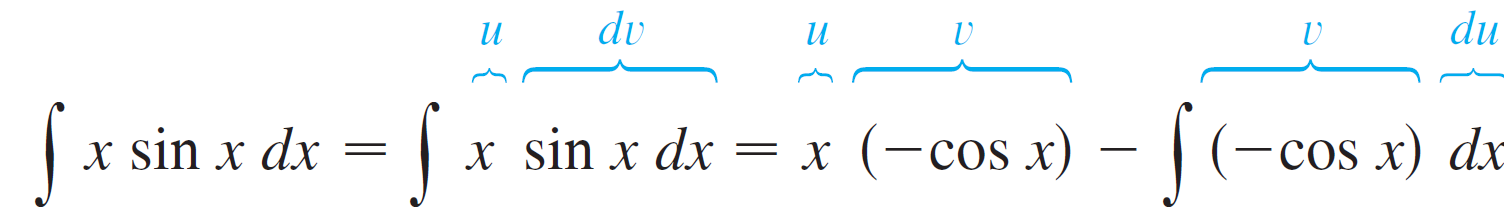 u dv u v v du
∫ x sin x dx = ∫ x sin x dx = x (−cos x) − ∫ (−cos x) dx